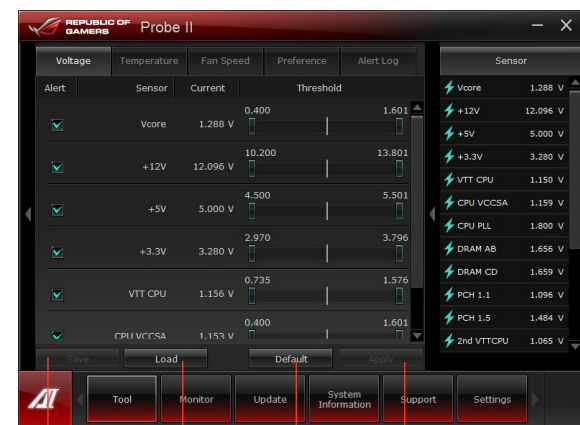 REPUBLIC OF GAMERS Probe II
Voltage Temperature Fan Speed Preference Alert Log
Alert Sensor Current Threshold
Vcore 1.288 V 0.400 1.601
+12V 12.096 V 10.200 13.801
+5V 5.000 V 4.500 5.501
+3.3V 3.280 V 2.970 3.796
VTT CPU 1.156 V 0.735 1.576
CPU VCCSA 1.153 V 0.400 1.601
Save Load Default Apply
Sensor
Vcore 1.288 V
+12V 12.096 V
+5V 5.000 V
+3.3V 3.280 V
VTT CPU 1.150 V
CPU VCCSA 1.159 V
CPU PLL 1.800 V
DRAM AB 1.656 V
DRAM CD 1.659 V
PCH 1.1 1.096 V
PCH 1.5 1.484 V
2nd VTTCPU 1.065 V
Tool Monitor Update System Information Support Settings